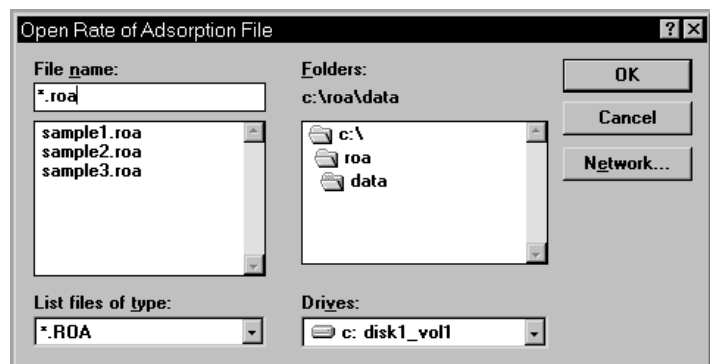 Open Rate of Adsorption File
File name:
*.roa
sample1.roa
sample2.roa
sample3.roa
List files of type:
*.ROA
Folders:
c:\roa\data
c:\
roa
data
Drives:
c: disk1_vol1
OK
Cancel
Network...